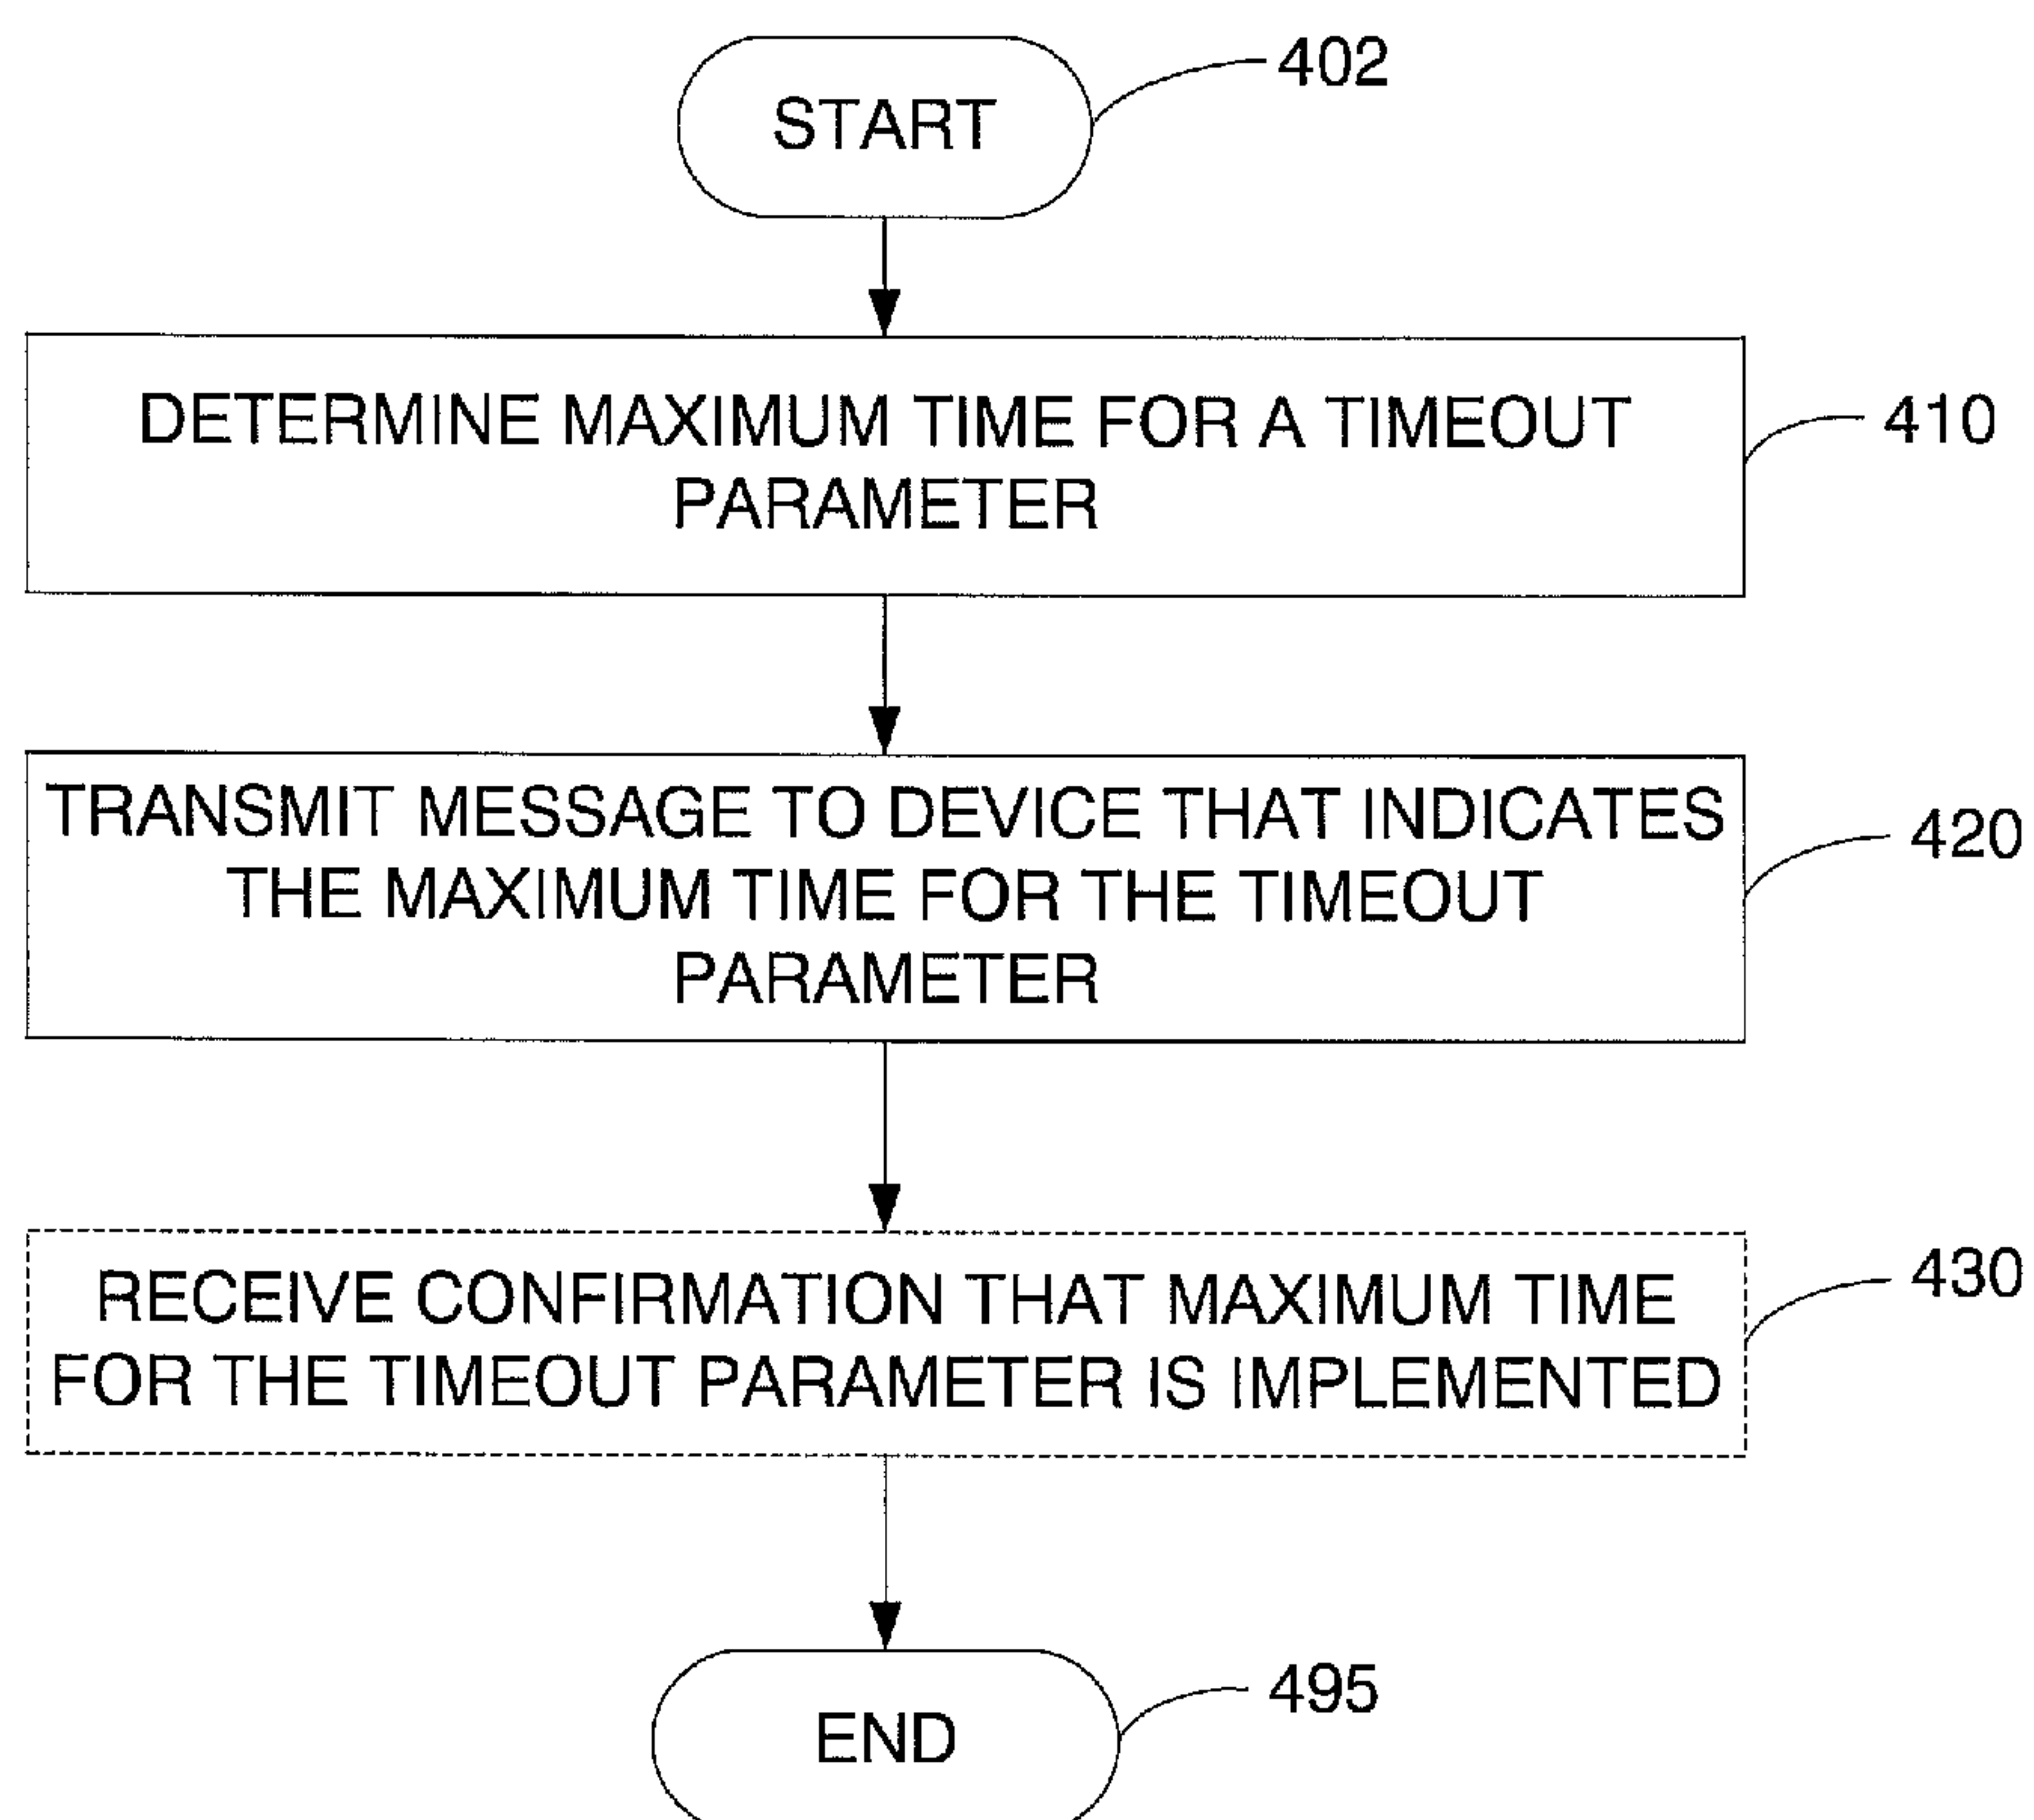 START
402
DETERMINE MAXIMUM TIME FOR A TIMEOUT
PARAMETER
410
TRANSMIT MESSAGE TO DEVICE THAT INDICATES
THE MAXIMUM TIME FOR THE TIMEOUT
PARAMETER
420
RECEIVE CONFIRMATION THAT MAXIMUM TIME
FOR THE TIMEOUT PARAMETER IS IMPLEMENTED
430
END
495